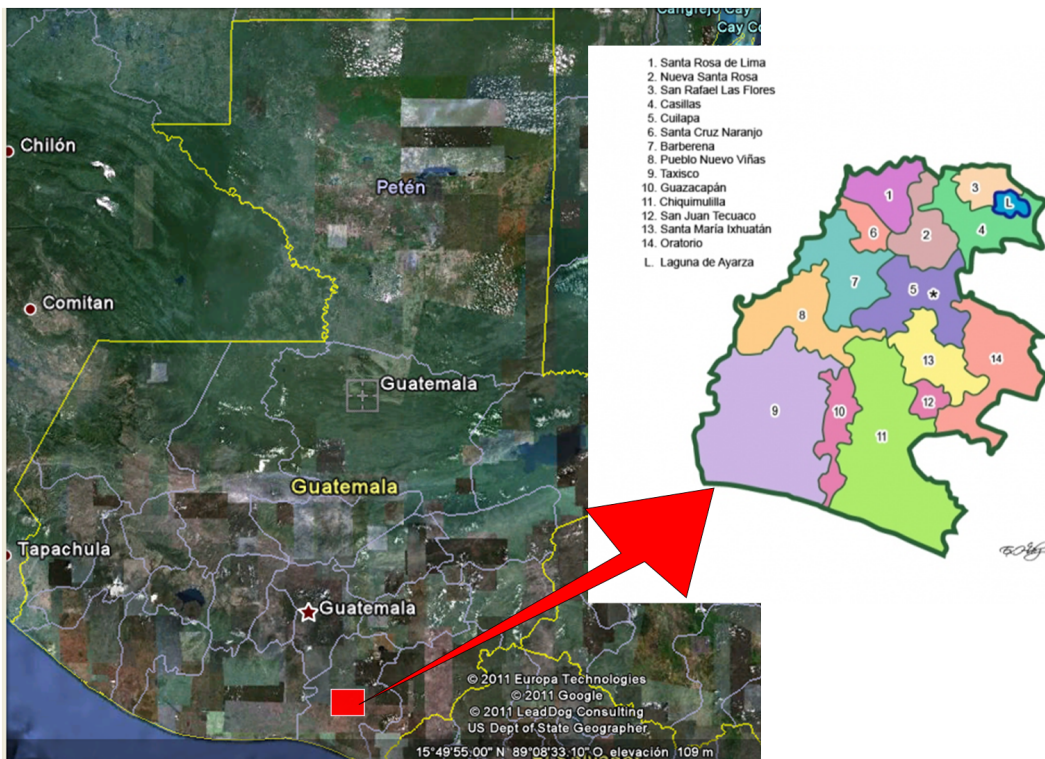 Cangrejo Cay
Chilón
Petén
Comitan
Guatemala
Guatemala
Tapachula
Guatemala
© 2011 Europa Technologies
© 2011 Google
© 2011 LeadDog Consulting
US Dept of State Geographer
15°49'55.00" N 89°08'33.10" O elevación 109 m
1. Santa Rosa de Lima
2. Nueva Santa Rosa
3. San Rafael Las Flores
4. Casillas
5. Cuilapa
6. Santa Cruz Naranjo
7. Barberena
8. Pueblo Nuevo Viñas
9. Taxisco
10. Guazacapán
11. Chiquimulilla
12. San Juan Tecuaco
13. Santa María Ixhuatán
14. Oratorio
L. Laguna de Ayarza
1
3
L
6
2
4
7
5
*
8
13
14
9
10
12
11